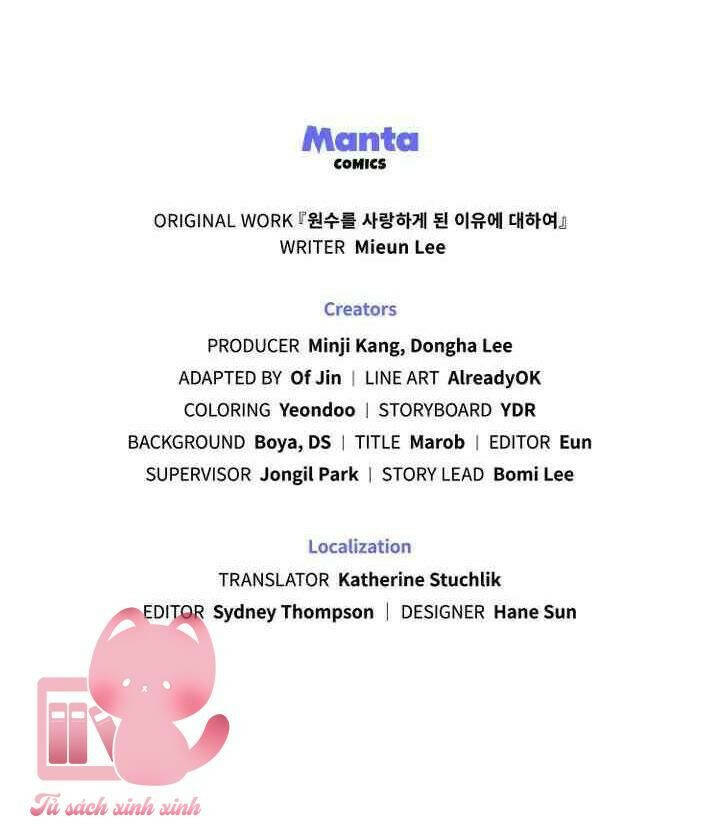 Manta
COMICS
ORIGINAL WORK『원수를 사랑하게 된 이유에 대하여』
WRITER Mieun Lee
Creators
PRODUCER Minji Kang, Dongha Lee
ADAPTED BY Of Jin | LINE ART AlreadyOK
COLORING Yeondoo | STORYBOARD YDR
BACKGROUND Boya, DS | TITLE Marob | EDITOR Eun
SUPERVISOR Jongil Park | STORY LEAD Bomi Lee
Localization
TRANSLATOR Katherine Stuchlik
EDITOR Sydney Thompson | DESIGNER Hane Sun
Tủ sách xinh xinh